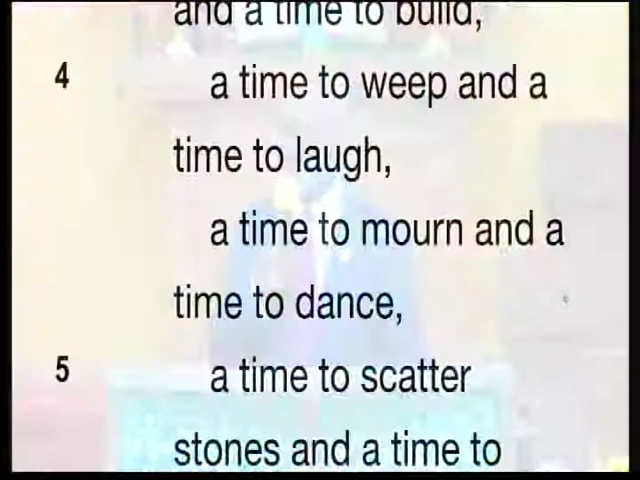 and a time to build,
4 a time to weep and a
time to laugh,
a time to mourn and a
time to dance,
5 a time to scatter
stones and a time to